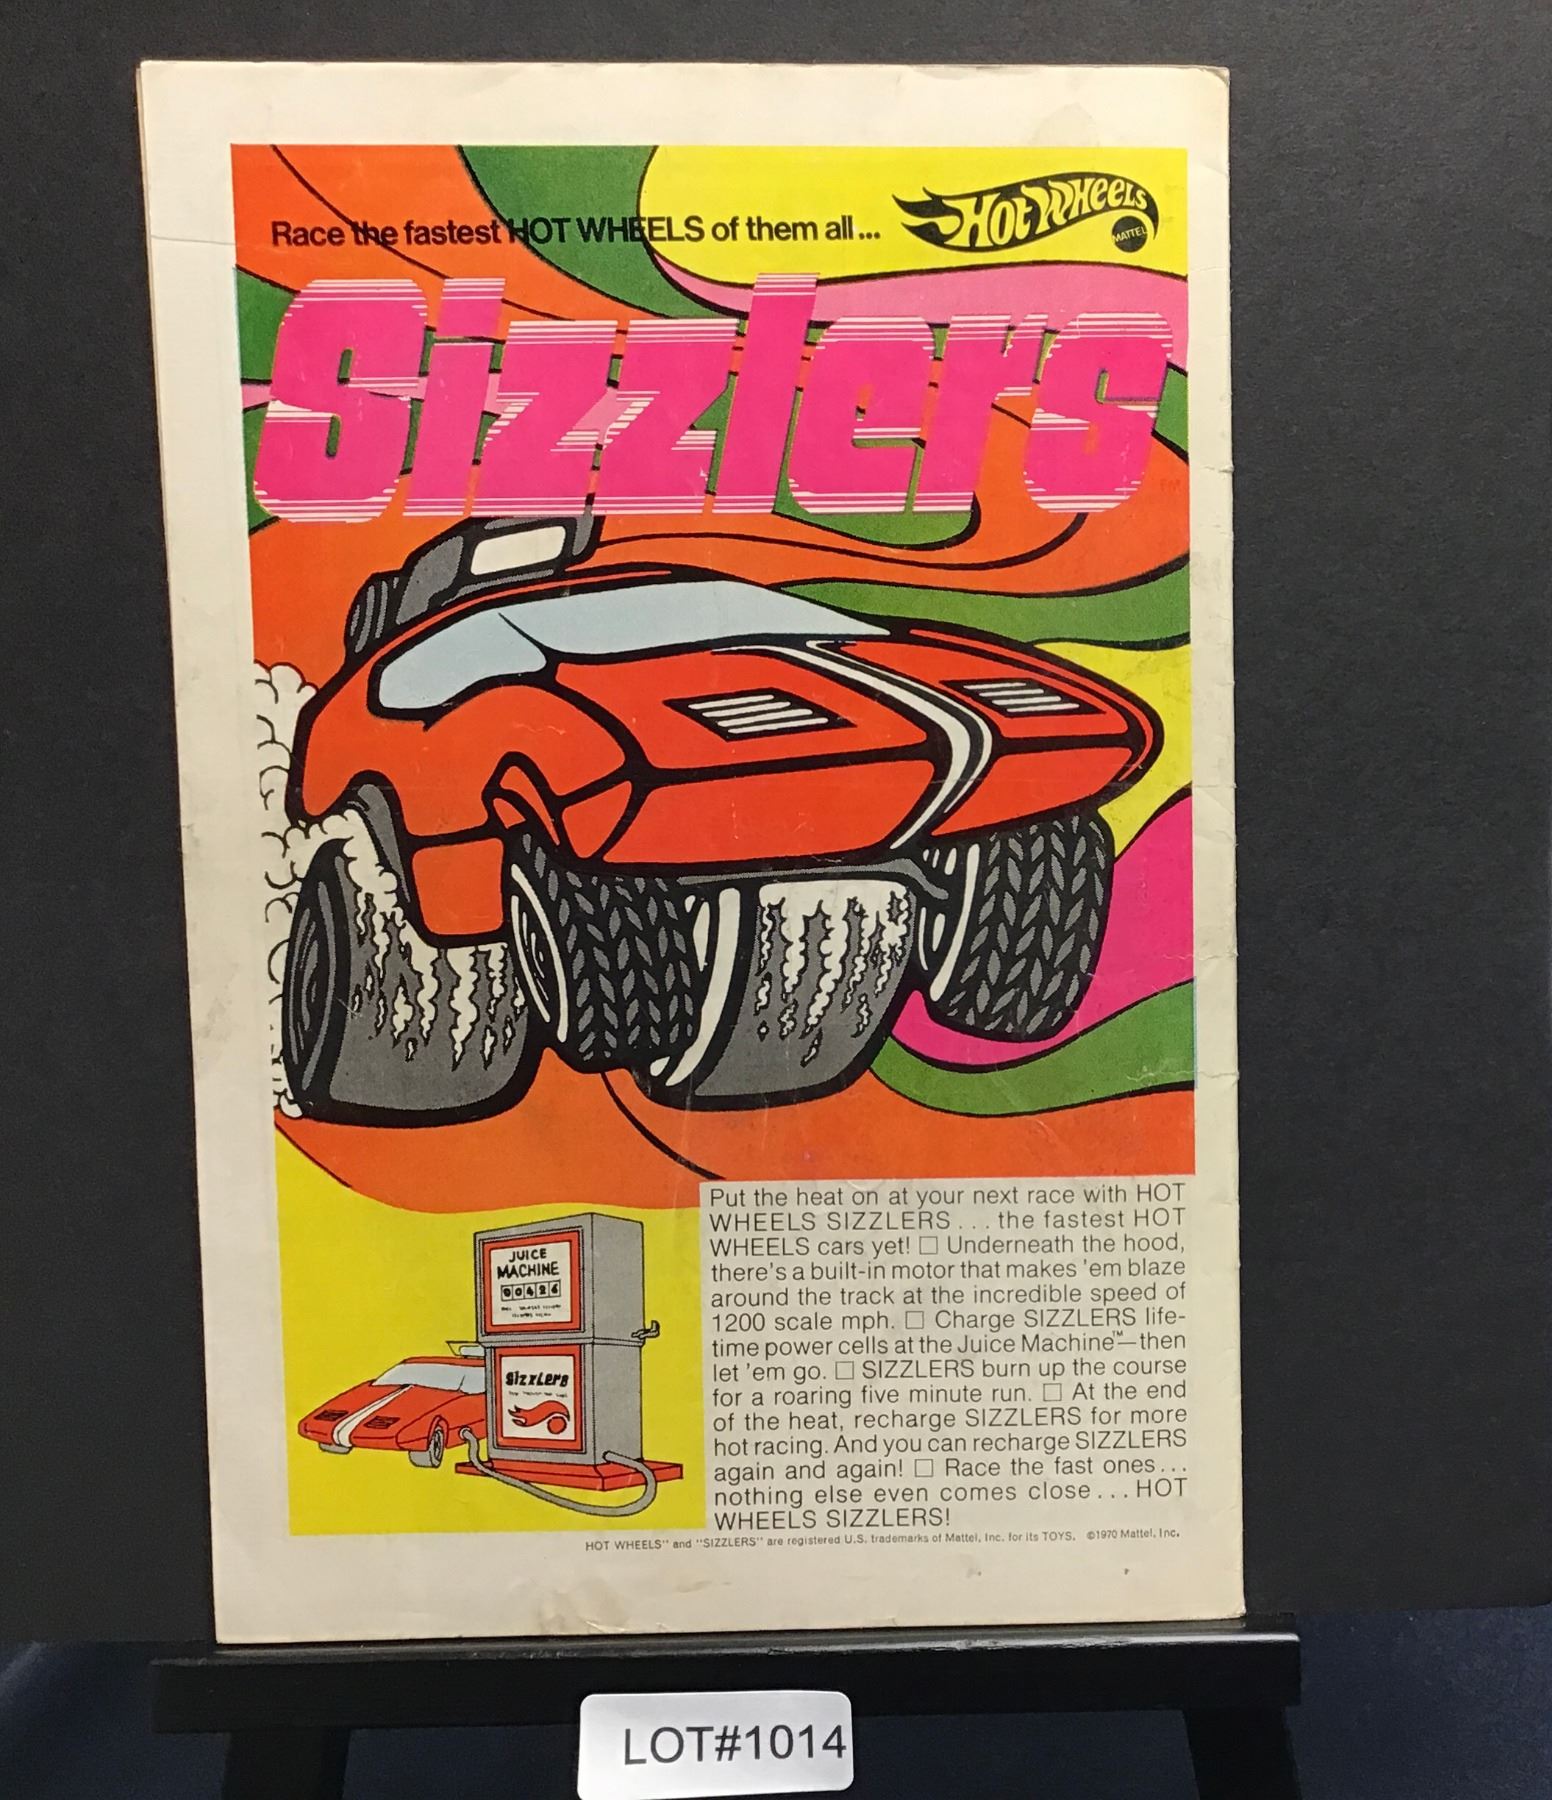 Race the fastest HOT WHEELS of them all...
Hot Wheels
MATTEL
Sizzlers
Put the heat on at your next race with HOT
WHEELS SIZZLERS ... the fastest HOT
WHEELS cars yet! □ Underneath the hood,
there's a built-in motor that makes 'em blaze
around the track at the incredible speed of
1200 scale mph. □ Charge SIZZLERS life-
time power cells at the Juice Machine™—then
let 'em go. □ SIZZLERS burn up the course
for a roaring five minute run. □ At the end
of the heat, recharge SIZZLERS for more
hot racing. And you can recharge SIZZLERS
again and again! □ Race the fast ones...
nothing else even comes close... HOT
WHEELS SIZZLERS!
JUICE
MACHINE
00426
Sizzlers
HOT WHEELS" and "SIZZLERS" are registered U.S. trademarks of Mattel, Inc. for its TOYS. ©1970 Mattel, Inc.
LOT#1014